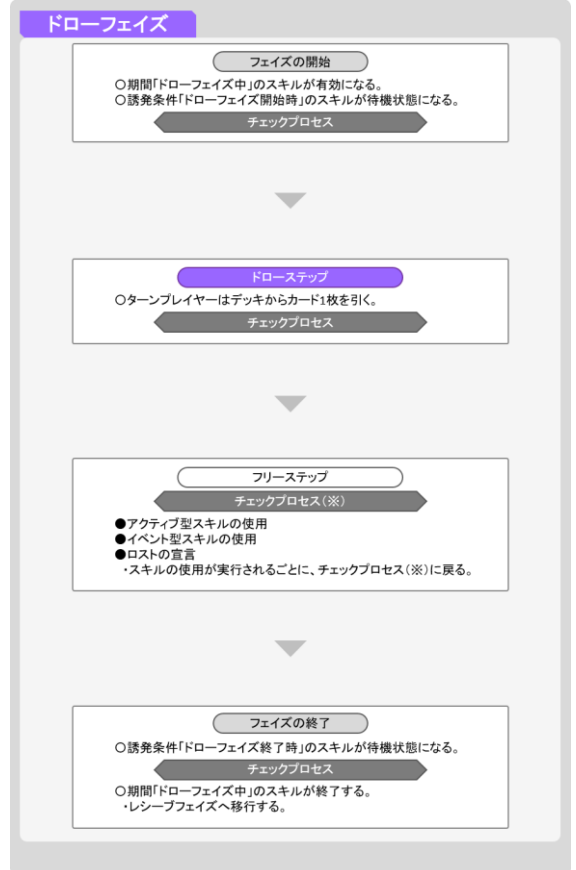 ドローフェイズ
フェイズの開始
〇期間「ドローフェイズ中」のスキルが有効になる。
〇誘発条件「ドローフェイズ開始時」のスキルが待機状態になる。
チェックプロセス
ドローステップ
〇ターンプレイヤーはデッキからカード1枚を引く。
チェックプロセス
フリーステップ
チェックプロセス(※)
●アクティブ型スキルの使用
●イベント型スキルの使用
●ロストの宣言
・スキルの使用が実行されるごとに、チェックプロセス(※)に戻る。
フェイズの終了
〇誘発条件「ドローフェイズ終了時」のスキルが待機状態になる。
チェックプロセス
〇期間「ドローフェイズ中」のスキルが終了する。
・レシーブフェイズへ移行する。